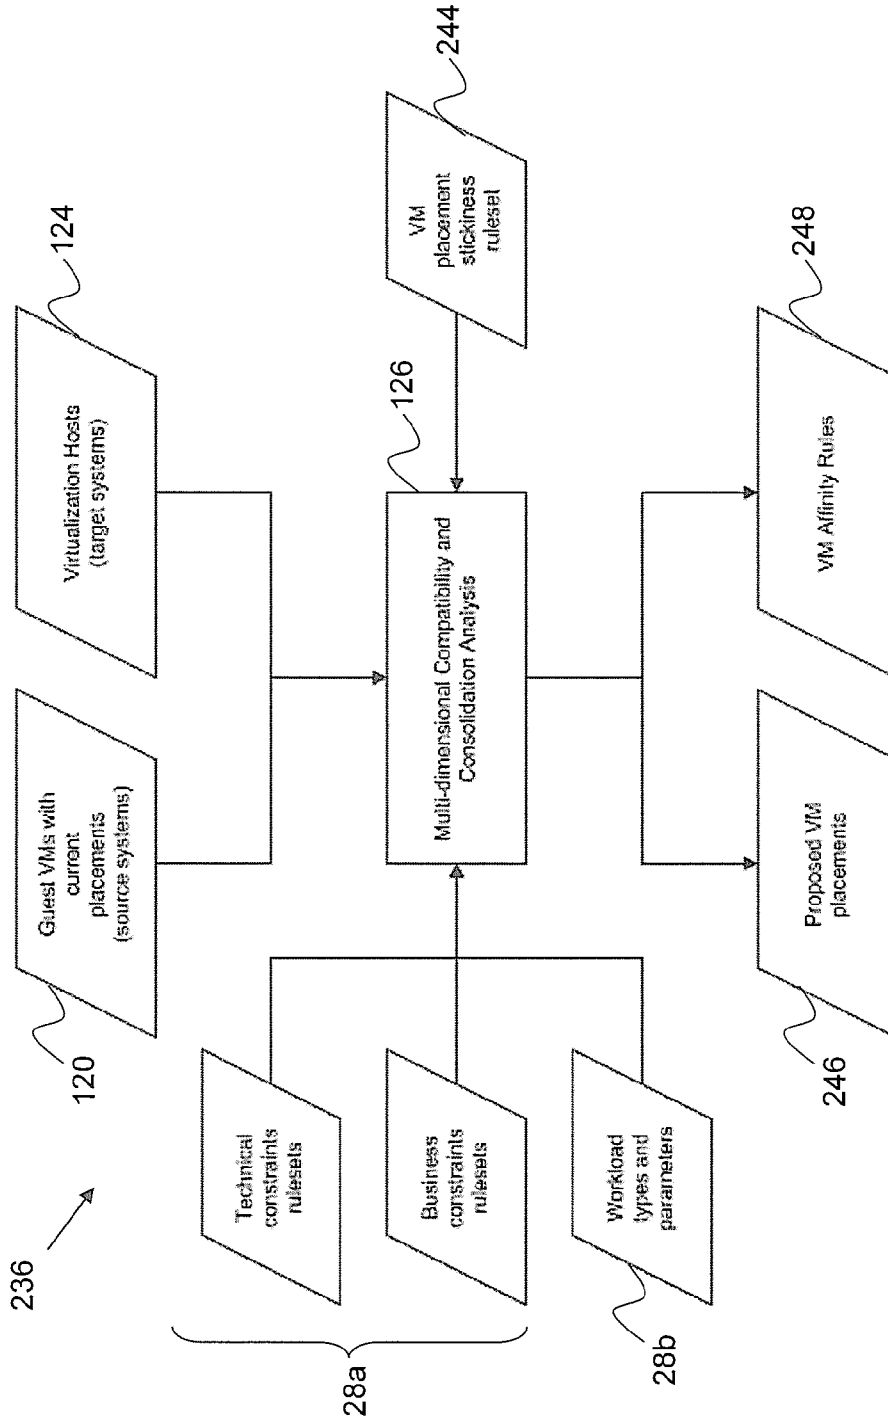 236
120
Guest VMs with
current
placements
(source systems)
124
Virtualization Hosts
(target systems)
28a
Technical
constraints
rulesets
Business
constraints
rulesets
28b
Workload
types and
parameters
126
Multi-dimensional Compatibility and
Consolidation Analysis
244
VM
placement
stickiness
ruleset
246
Proposed VM
placements
248
VM Affinity Rules